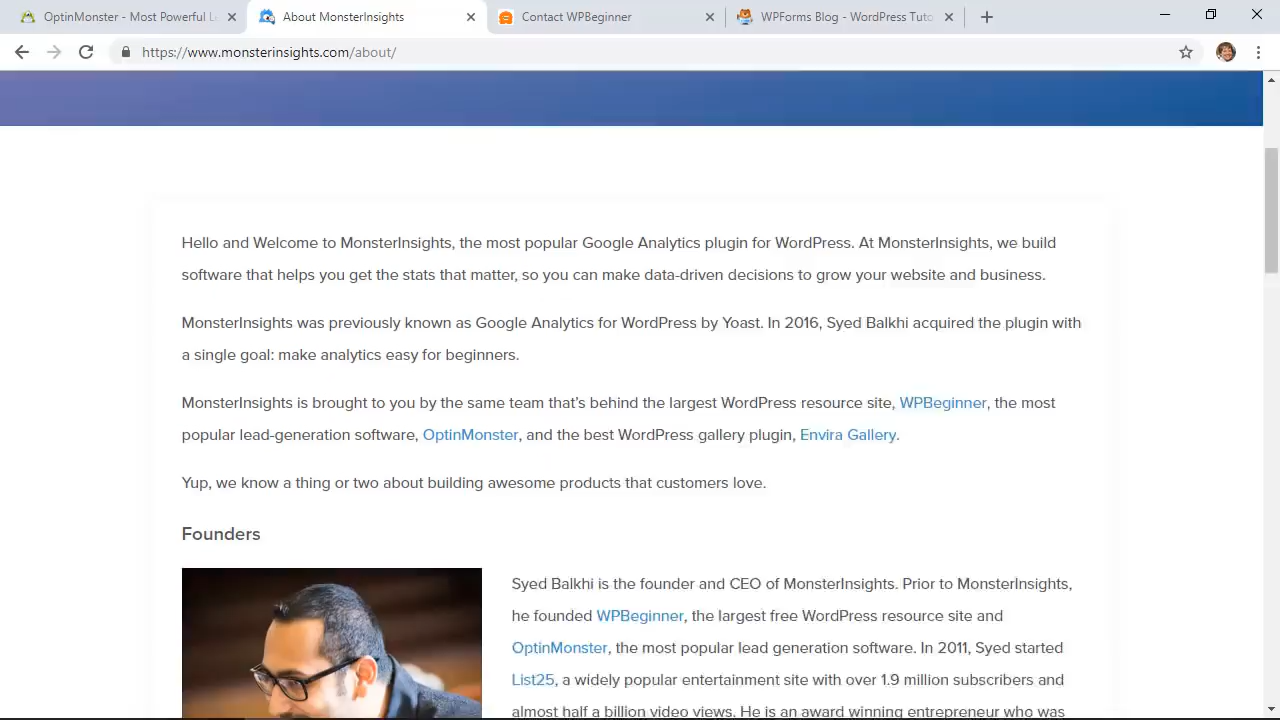 OptinMonster - Most Powerful L
About MonsterInsights
Contact WPBeginner
WPForms Blog - WordPress Tuto
https://www.monsterinsights.com/about/
Hello and Welcome to MonsterInsights, the most popular Google Analytics plugin for WordPress. At MonsterInsights, we build
software that helps you get the stats that matter, so you can make data-driven decisions to grow your website and business.
MonsterInsights was previously known as Google Analytics for WordPress by Yoast. In 2016, Syed Balkhi acquired the plugin with
a single goal: make analytics easy for beginners.
MonsterInsights is brought to you by the same team that's behind the largest WordPress resource site, WPBeginner, the most
popular lead-generation software, OptinMonster, and the best WordPress gallery plugin, Envira Gallery.
Yup, we know a thing or two about building awesome products that customers love.
Founders
Syed Balkhi is the founder and CEO of MonsterInsights. Prior to MonsterInsights,
he founded WPBeginner, the largest free WordPress resource site and
OptinMonster, the most popular lead generation software. In 2011, Syed started
List25, a widely popular entertainment site with over 1.9 million subscribers and
almost half a billion video views. He is an award winning entrepreneur who was